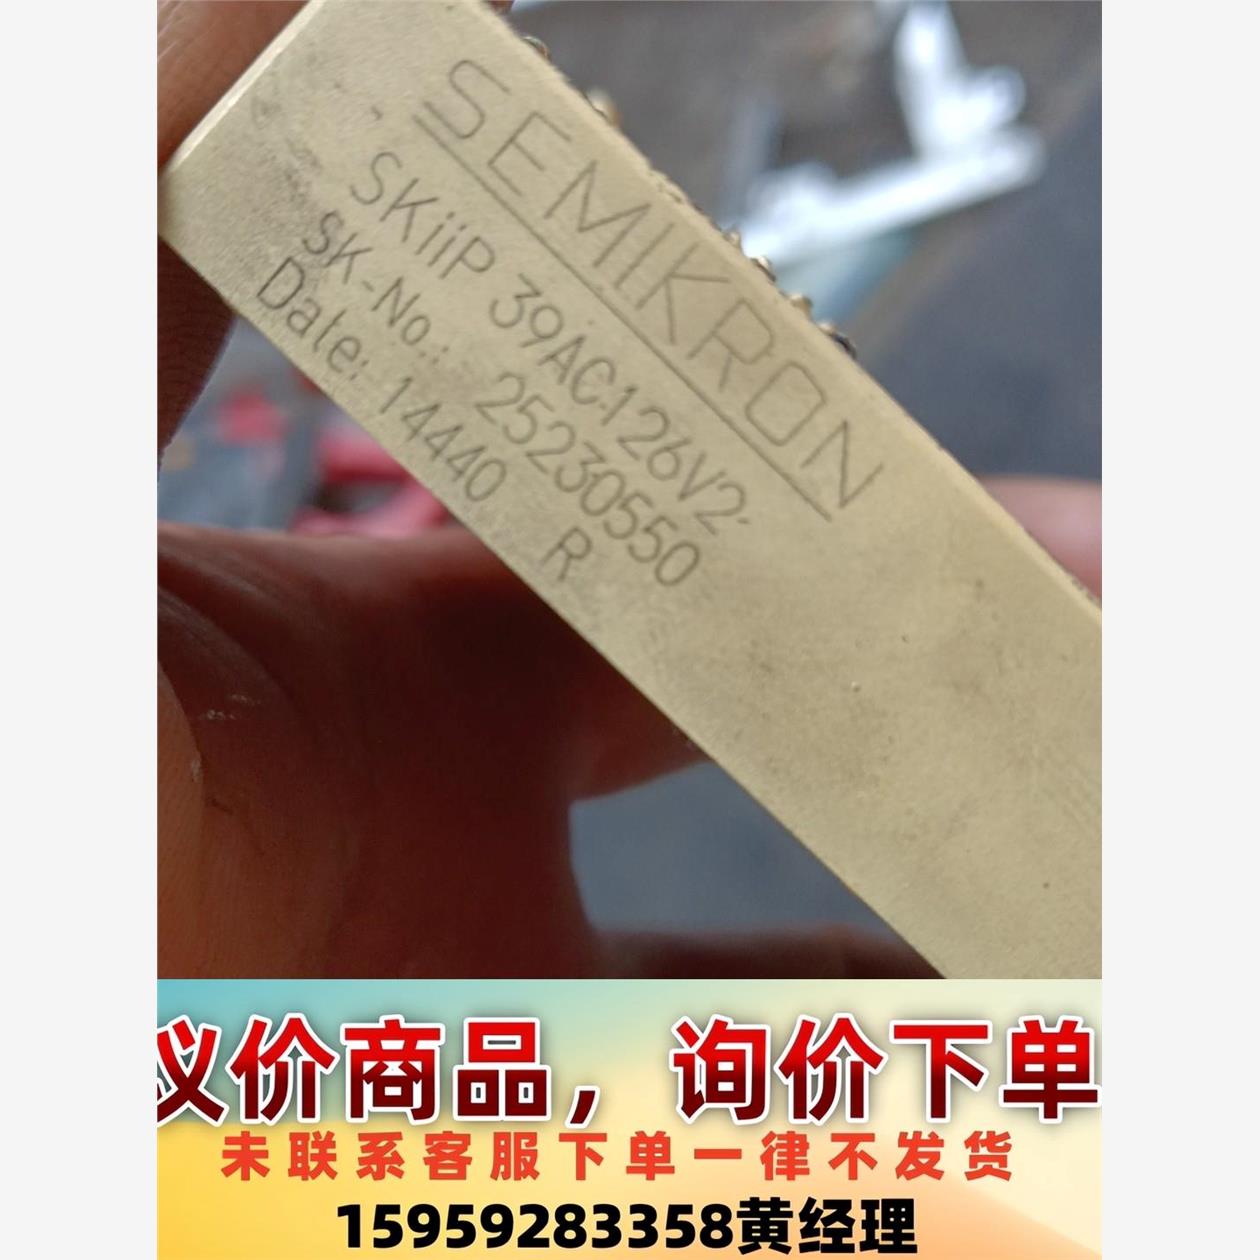 SEMIKRON
SKiiP 39AC126V2
SK-No.: 25230550
Date: 14440 R
议价商品，询价下单
未联系客服下单一律不发货
15959283358黄经理